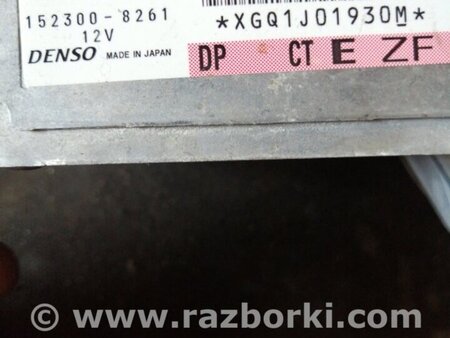 152300-8261
*XGQ1J01930M*
12V
DENSO MADE IN JAPAN
DP CT E ZF
© www.razborki.com